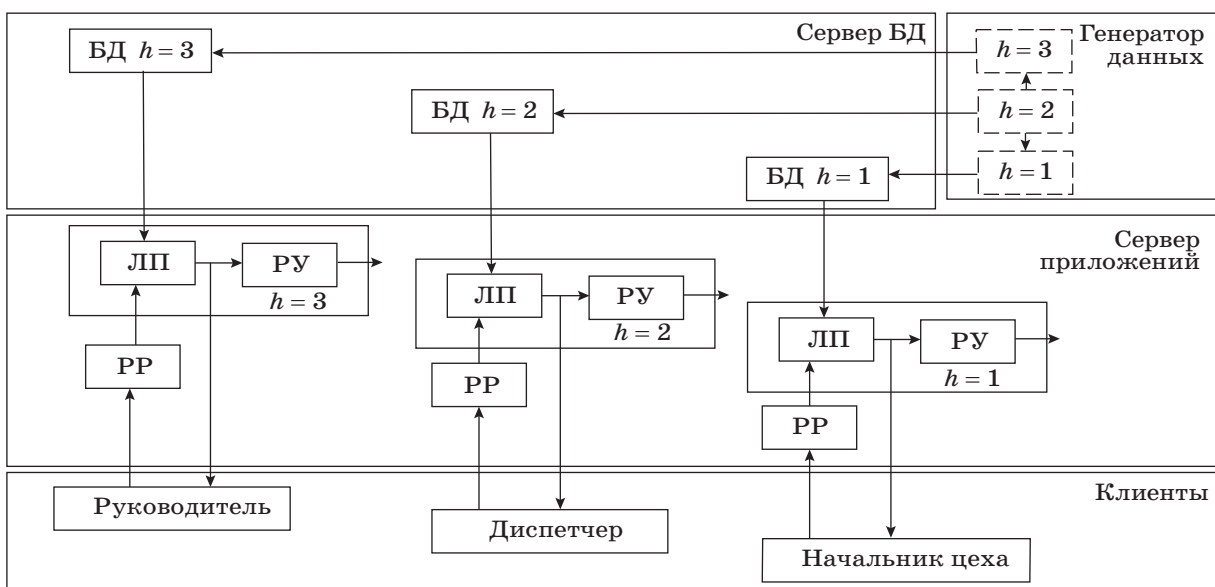 Сервер БД
Генератор
данных
БД h = 3
h = 3
БД h = 2
h = 2
БД h = 1
h = 1
Сервер
приложений
ЛП
РУ
h = 3
ЛП
РУ
h = 2
ЛП
РУ
h = 1
РР
РР
РР
Клиенты
Руководитель
Диспетчер
Начальник цеха